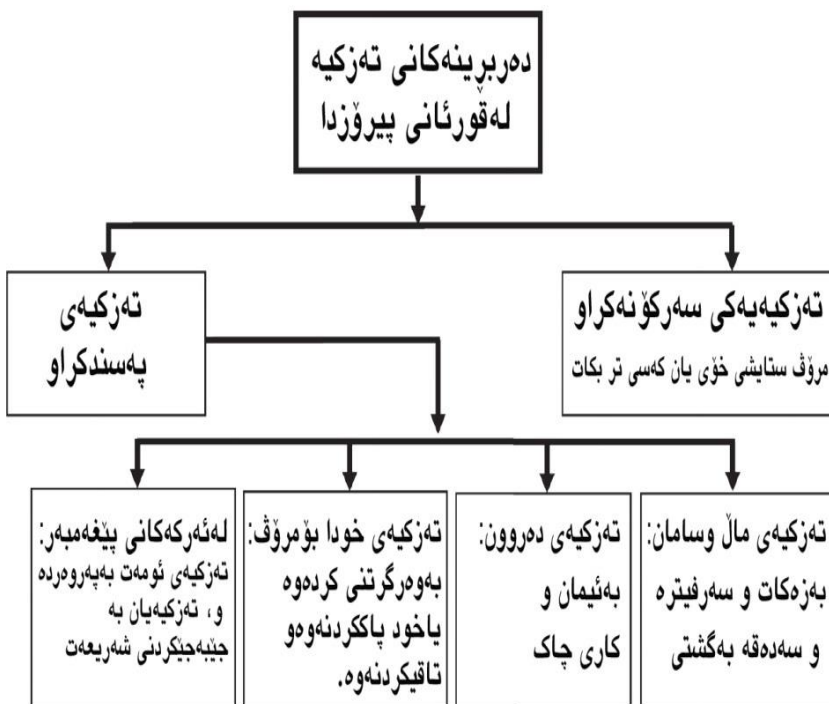 دەربڕینەکانی تەزکیە
لەقوڕئانی پیرۆزدا
تەزکیەیەکی سەرکۆنەکراو
مرۆڤ ستایشی خۆی یان کەسی تر بکات
تەزکیەی
پەسندکراو
تەزکیەی ماڵ وسامان:
بەزەکات و سەرفیترە
و سەدەقە بەگشتی
تەزکیەی دەروون:
بەئیمان و
کاری چاک
تەزکیەی خودا بۆمرۆڤ:
بەوەرگرتنی کردەوە
یاخود پاککردنەوەو
تاقیکردنەوە.
لەئەرکەکانی پێغەمبەر:
تەزکیەی ئومەت بەپەروەردە
و، تەزکیەیان بە
جێبەجێکردنی شەریعەت